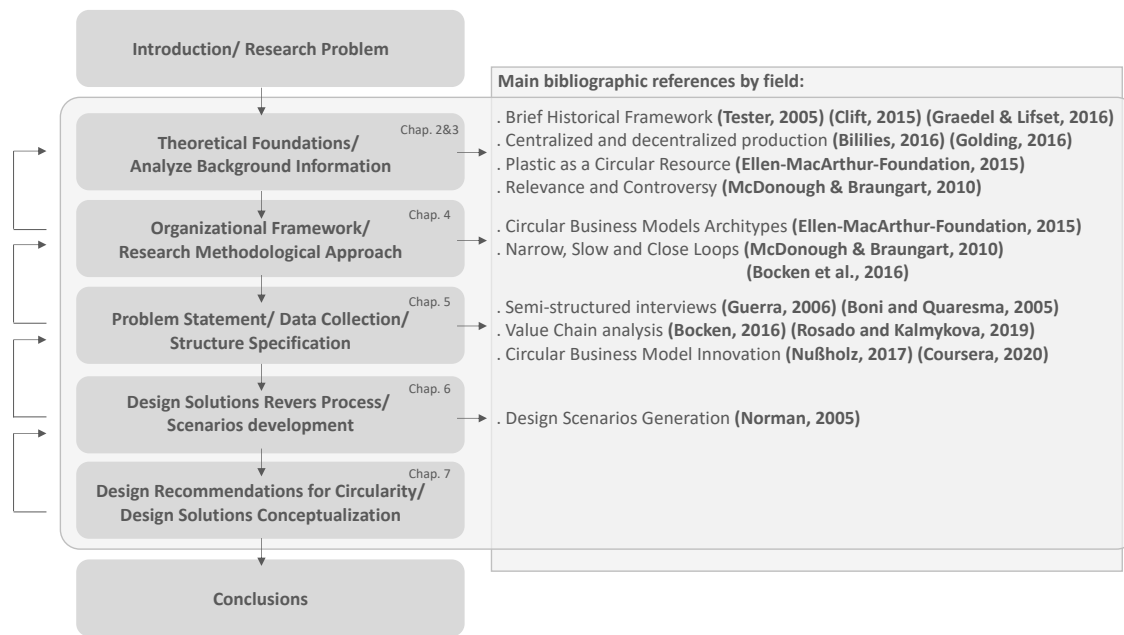 Introduction/ Research Problem
Main bibliographic references by field:
Chap. 2&3
Theoretical Foundations/
Analyze Background Information
. Brief Historical Framework (Tester, 2005) (Clift, 2015) (Graedel & Lifset, 2016)
. Centralized and decentralized production (Bililies, 2016) (Golding, 2016)
. Plastic as a Circular Resource (Ellen-MacArthur-Foundation, 2015)
. Relevance and Controversy (McDonough & Braungart, 2010)
Chap. 4
Organizational Framework/
Research Methodological Approach
. Circular Business Models Architypes (Ellen-MacArthur-Foundation, 2015)
. Narrow, Slow and Close Loops (McDonough & Braungart, 2010)
(Bocken et al., 2016)
Chap. 5
Problem Statement/ Data Collection/
Structure Specification
. Semi-structured interviews (Guerra, 2006) (Boni and Quaresma, 2005)
. Value Chain analysis (Bocken, 2016) (Rosado and Kalmykova, 2019)
. Circular Business Model Innovation (Nußholz, 2017) (Coursera, 2020)
Chap. 6
Design Solutions Revers Process/
Scenarios development
. Design Scenarios Generation (Norman, 2005)
Chap. 7
Design Recommendations for Circularity/
Design Solutions Conceptualization
Conclusions